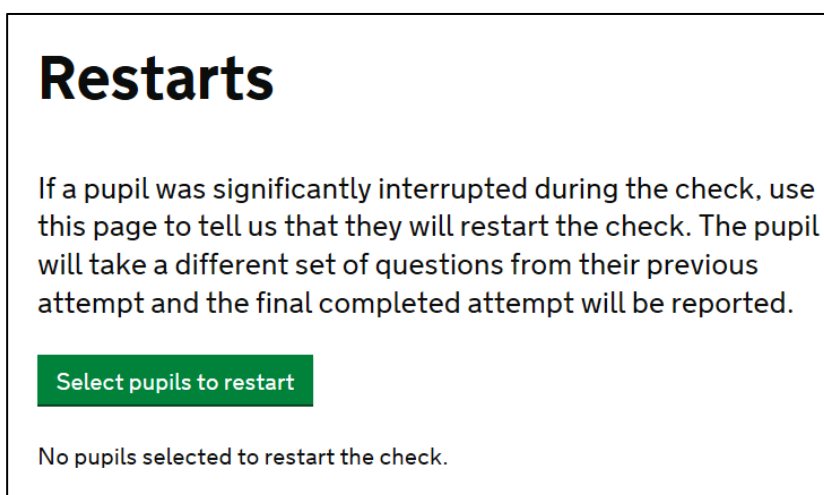 Restarts
If a pupil was significantly interrupted during the check, use
this page to tell us that they will restart the check. The pupil
will take a different set of questions from their previous
attempt and the final completed attempt will be reported.
Select pupils to restart
No pupils selected to restart the check.